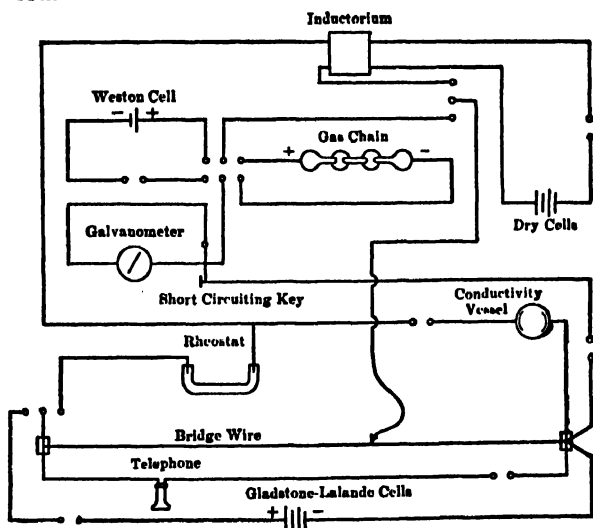 Inductorium
Weston Cell
− +
Gas Chain
+ −
Dry Cells
Galvanometer
Short Circuiting Key
Conductivity
Vessel
Rheostat
Bridge Wire
Telephone
Gladstone-Lalande Cells
+ −